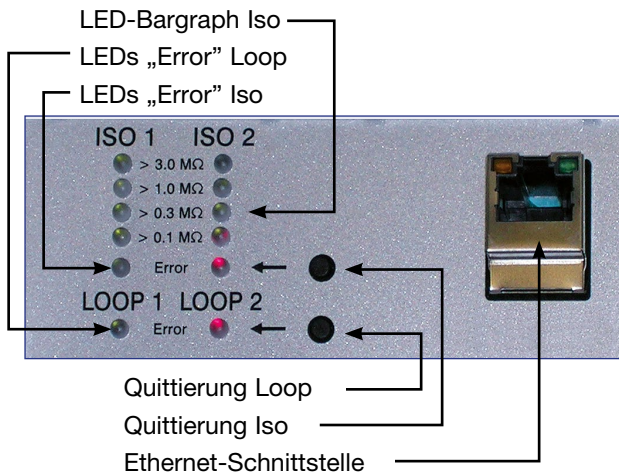 LED-Bargraph Iso
LEDs „Error” Loop
LEDs „Error” Iso
ISO 1 ISO 2
> 3.0 MΩ
> 1.0 MΩ
> 0.3 MΩ
> 0.1 MΩ
Error
LOOP 1 LOOP 2
Error
Quittierung Loop
Quittierung Iso
Ethernet-Schnittstelle